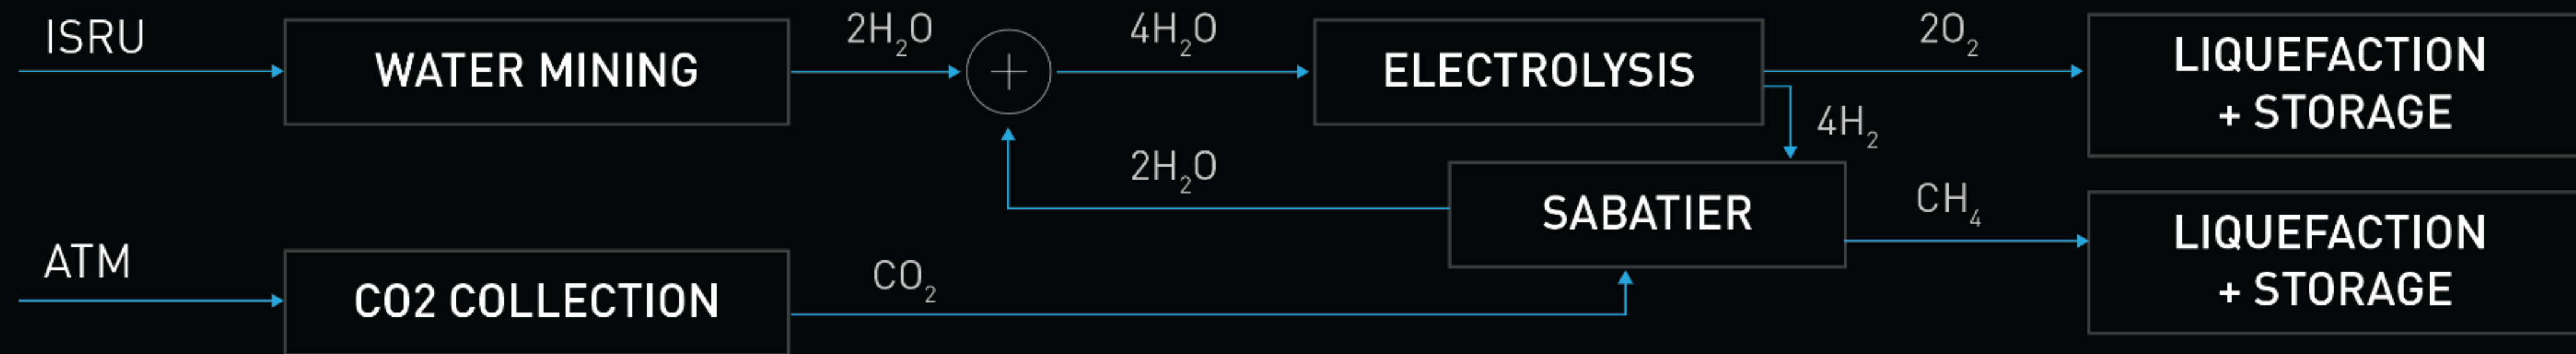 ISRU
WATER MINING
2H₂O
+
4H₂O
ELECTROLYSIS
2O₂
LIQUEFACTION
+ STORAGE
4H₂
2H₂O
SABATIER
CH₄
LIQUEFACTION
+ STORAGE
ATM
CO2 COLLECTION
CO₂